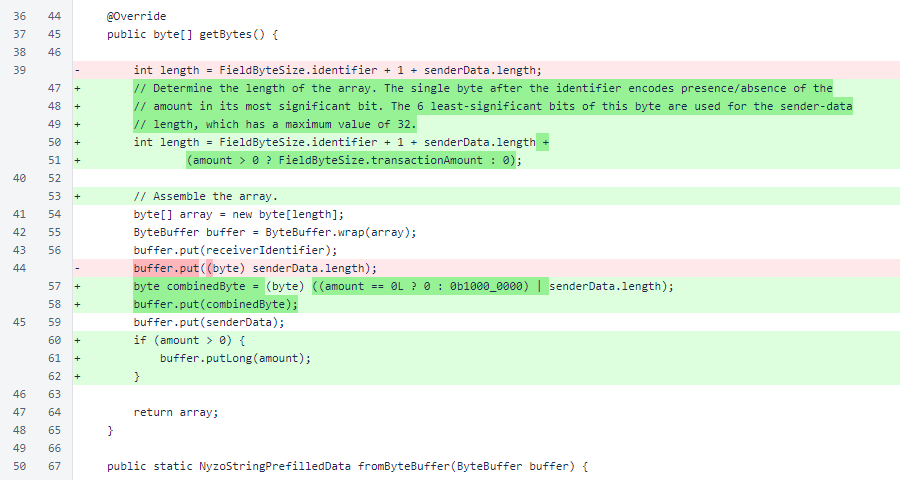 36 44 @Override
37 45 public byte[] getBytes() {
38 46
39 - int length = FieldByteSize.identifier + 1 + senderData.length;
47 + // Determine the length of the array. The single byte after the identifier encodes presence/absence of the
48 + // amount in its most significant bit. The 6 least-significant bits of this byte are used for the sender-data
49 + // length, which has a maximum value of 32.
50 + int length = FieldByteSize.identifier + 1 + senderData.length +
51 + (amount > 0 ? FieldByteSize.transactionAmount : 0);
40 52
53 + // Assemble the array.
41 54 byte[] array = new byte[length];
42 55 ByteBuffer buffer = ByteBuffer.wrap(array);
43 56 buffer.put(receiverIdentifier);
44 - buffer.put((byte) senderData.length);
57 + byte combinedByte = (byte) ((amount == 0L ? 0 : 0b1000_0000) | senderData.length);
58 + buffer.put(combinedByte);
45 59 buffer.put(senderData);
60 + if (amount > 0) {
61 + buffer.putLong(amount);
62 + }
46 63
47 64 return array;
48 65 }
49 66
50 67 public static NyzoStringPrefilledData fromByteBuffer(ByteBuffer buffer) {